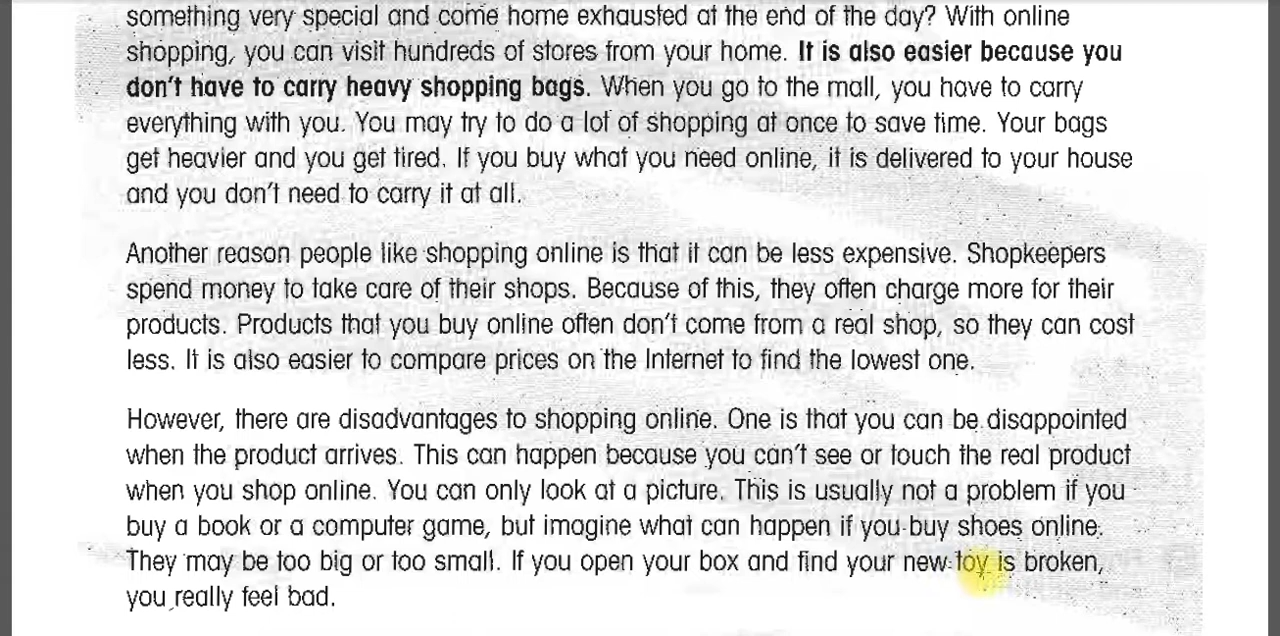 something very special and come home exhausted at the end of the day? With online
shopping, you can visit hundreds of stores from your home. It is also easier because you
don't have to carry heavy shopping bags. When you go to the mall, you have to carry
everything with you. You may try to do a lot of shopping at once to save time. Your bags
get heavier and you get tired. If you buy what you need online, it is delivered to your house
and you don't need to carry it at all.
Another reason people like shopping online is that it can be less expensive. Shopkeepers
spend money to take care of their shops. Because of this, they often charge more for their
products. Products that you buy online often don't come from a real shop, so they can cost
less. It is also easier to compare prices on the Internet to find the lowest one.
However, there are disadvantages to shopping online. One is that you can be disappointed
when the product arrives. This can happen because you can't see or touch the real product
when you shop online. You can only look at a picture. This is usually not a problem if you
buy a book or a computer game, but imagine what can happen if you buy shoes online.
They may be too big or too small. If you open your box and find your new toy is broken,
you really feel bad.